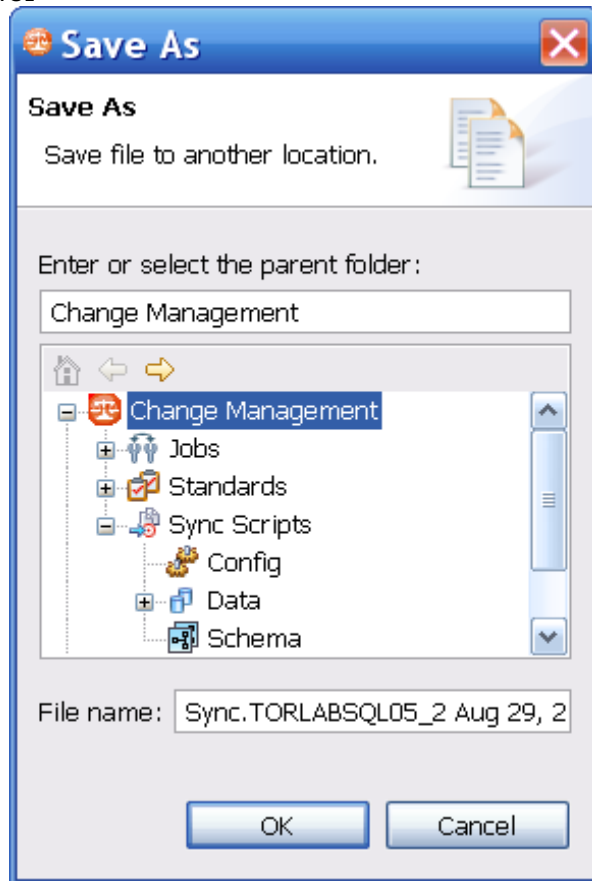 Save As
Save As
Save file to another location.
Enter or select the parent folder:
Change Management
Change Management
Jobs
Standards
Sync Scripts
Config
Data
Schema
File name: Sync.TORLABSQL05_2 Aug 29, 2
OK Cancel